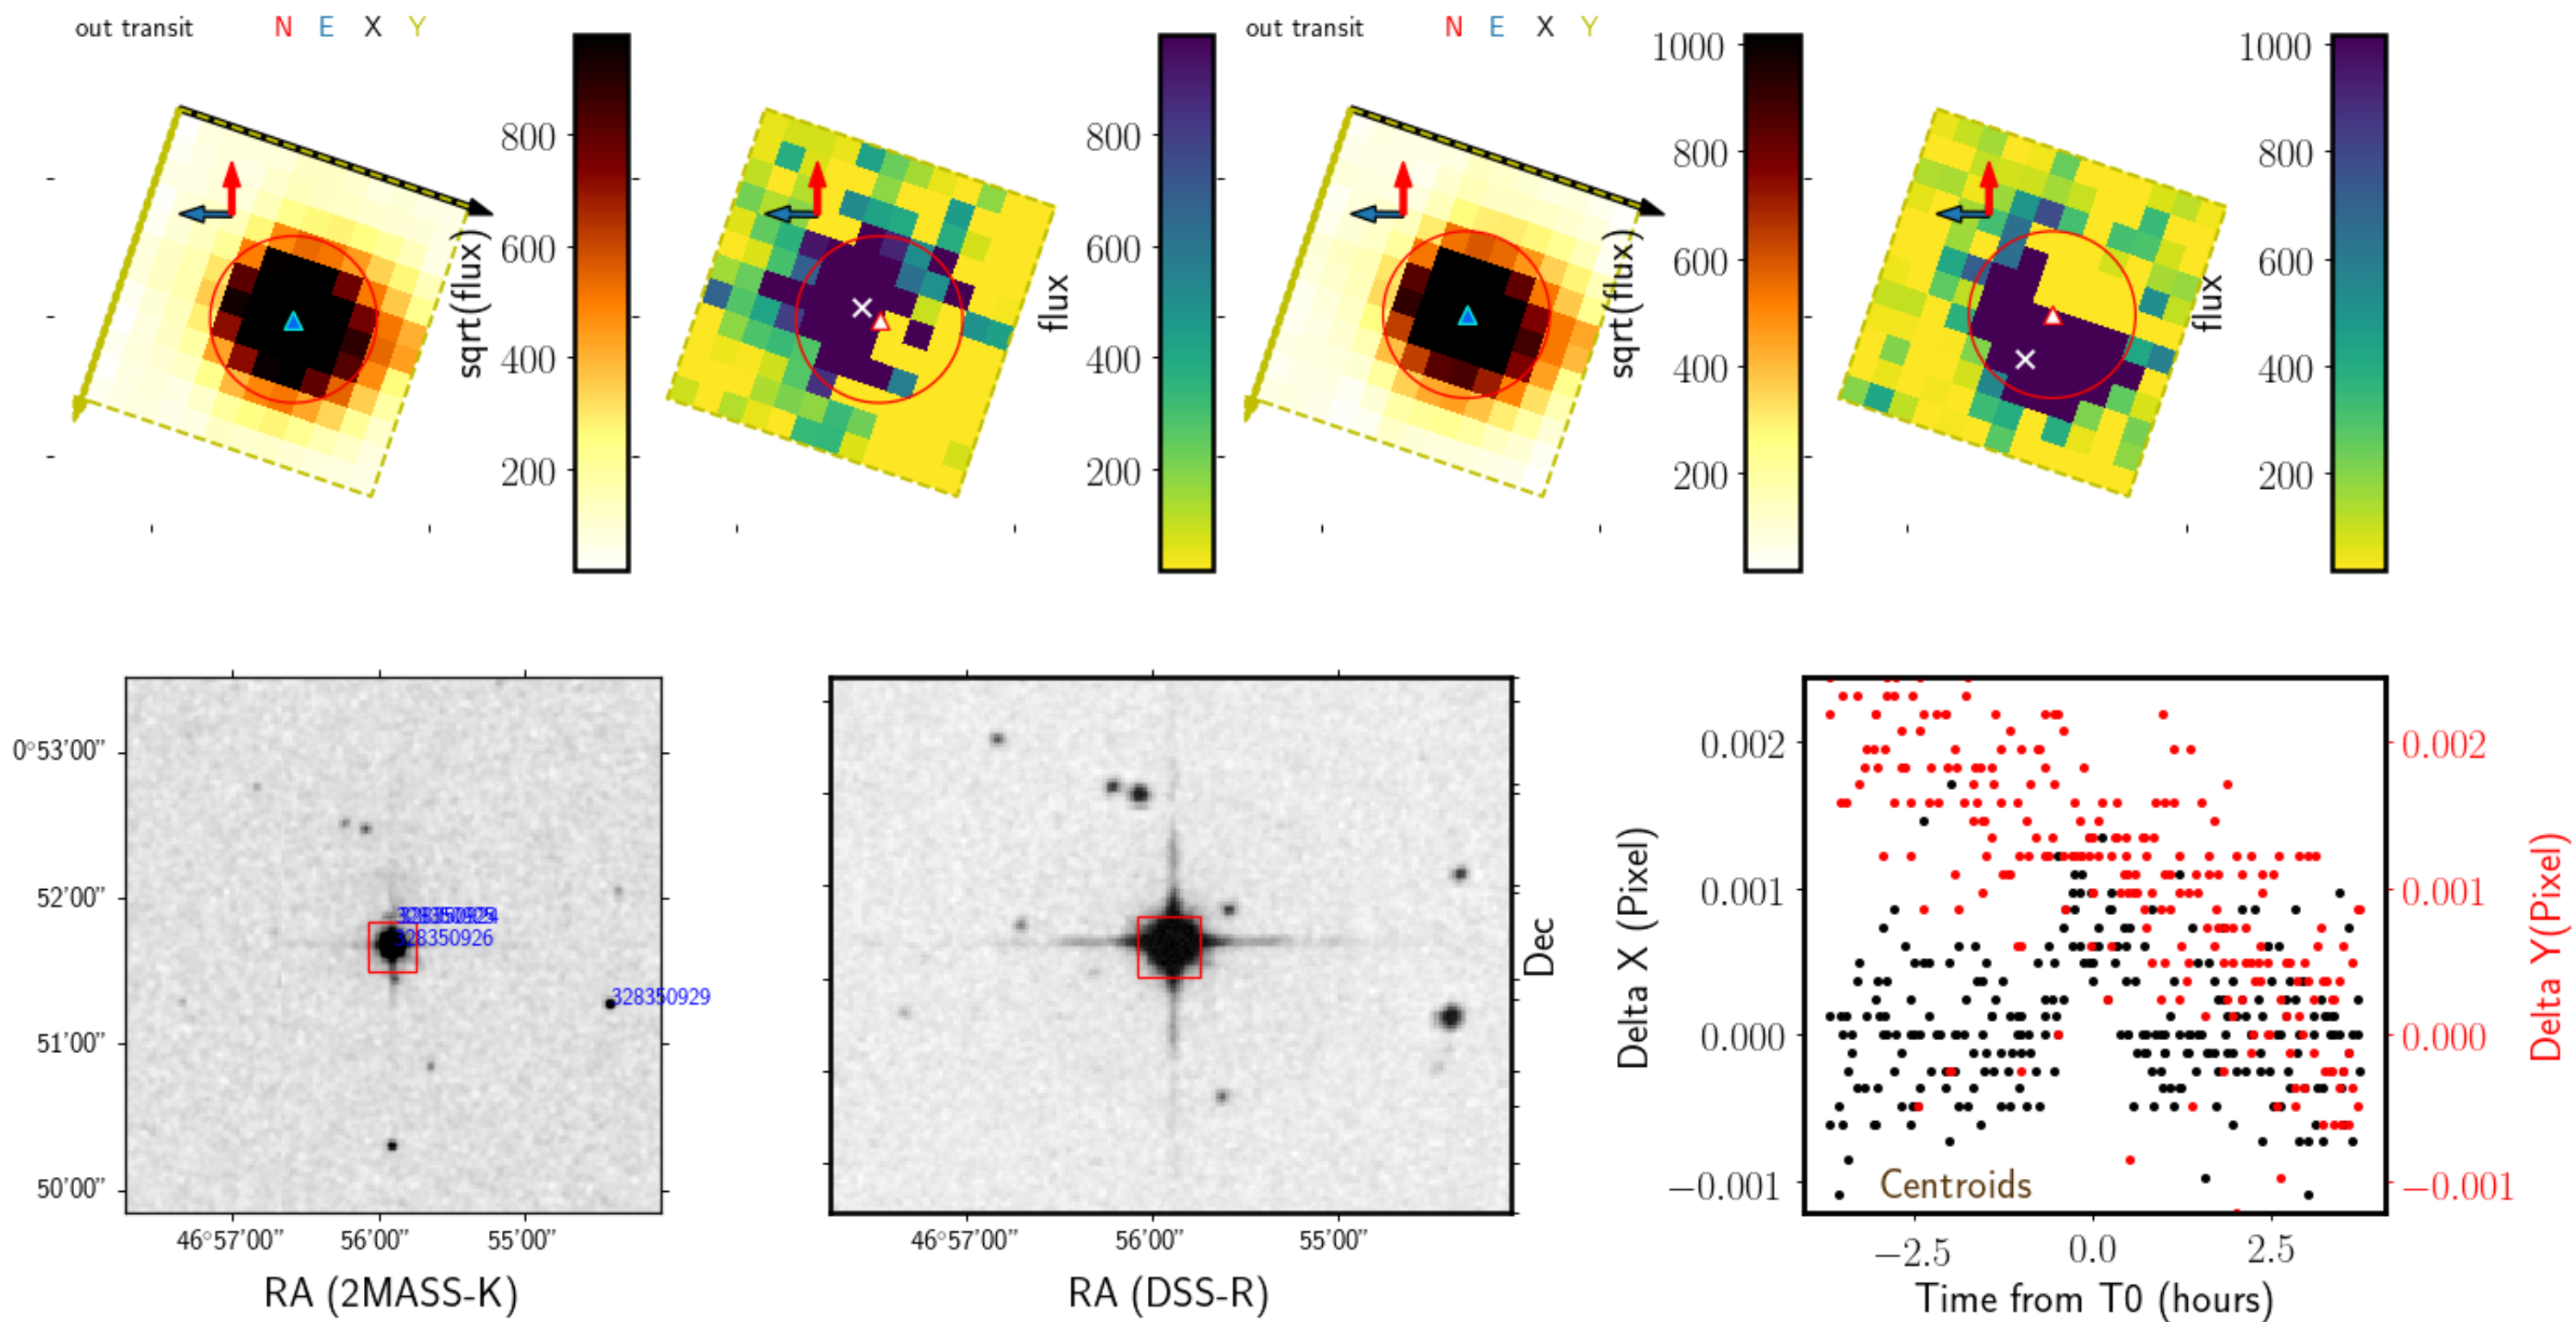 out transit N E X Y
800
600
400
200
sqrt(flux)
800
600
400
200
flux
out transit N E X Y
1000
800
600
400
200
sqrt(flux)
1000
800
600
400
200
flux
0°53'00"
52'00"
51'00"
50'00"
328350926
328350929
46°57'00" 56'00" 55'00"
RA (2MASS-K)
46°57'00" 56'00" 55'00"
RA (DSS-R)
Dec
Delta X (Pixel)
0.002
0.001
0.000
−0.001
Centroids
0.002
0.001
0.000
−0.001
Delta Y(Pixel)
−2.5 0.0 2.5
Time from T0 (hours)